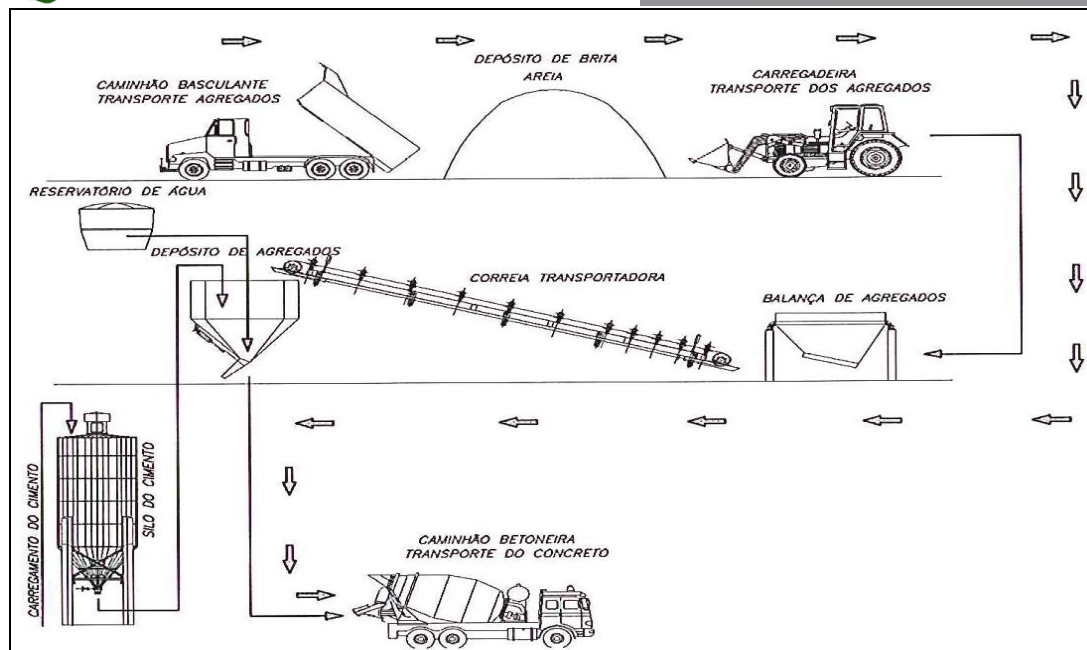 CAMINHÃO BASCULANTE
TRANSPORTE AGREGADOS
DEPÓSITO DE BRITA
AREIA
CARREGADEIRA
TRANSPORTE DOS AGREGADOS
RESERVATÓRIO DE ÁGUA
DEPÓSITO DE AGREGADOS
CORREIA TRANSPORTADORA
BALANÇA DE AGREGADOS
CARREGAMENTO DO CIMENTO
SILO DO CIMENTO
CAMINHÃO BETONEIRA
TRANSPORTE DO CONCRETO